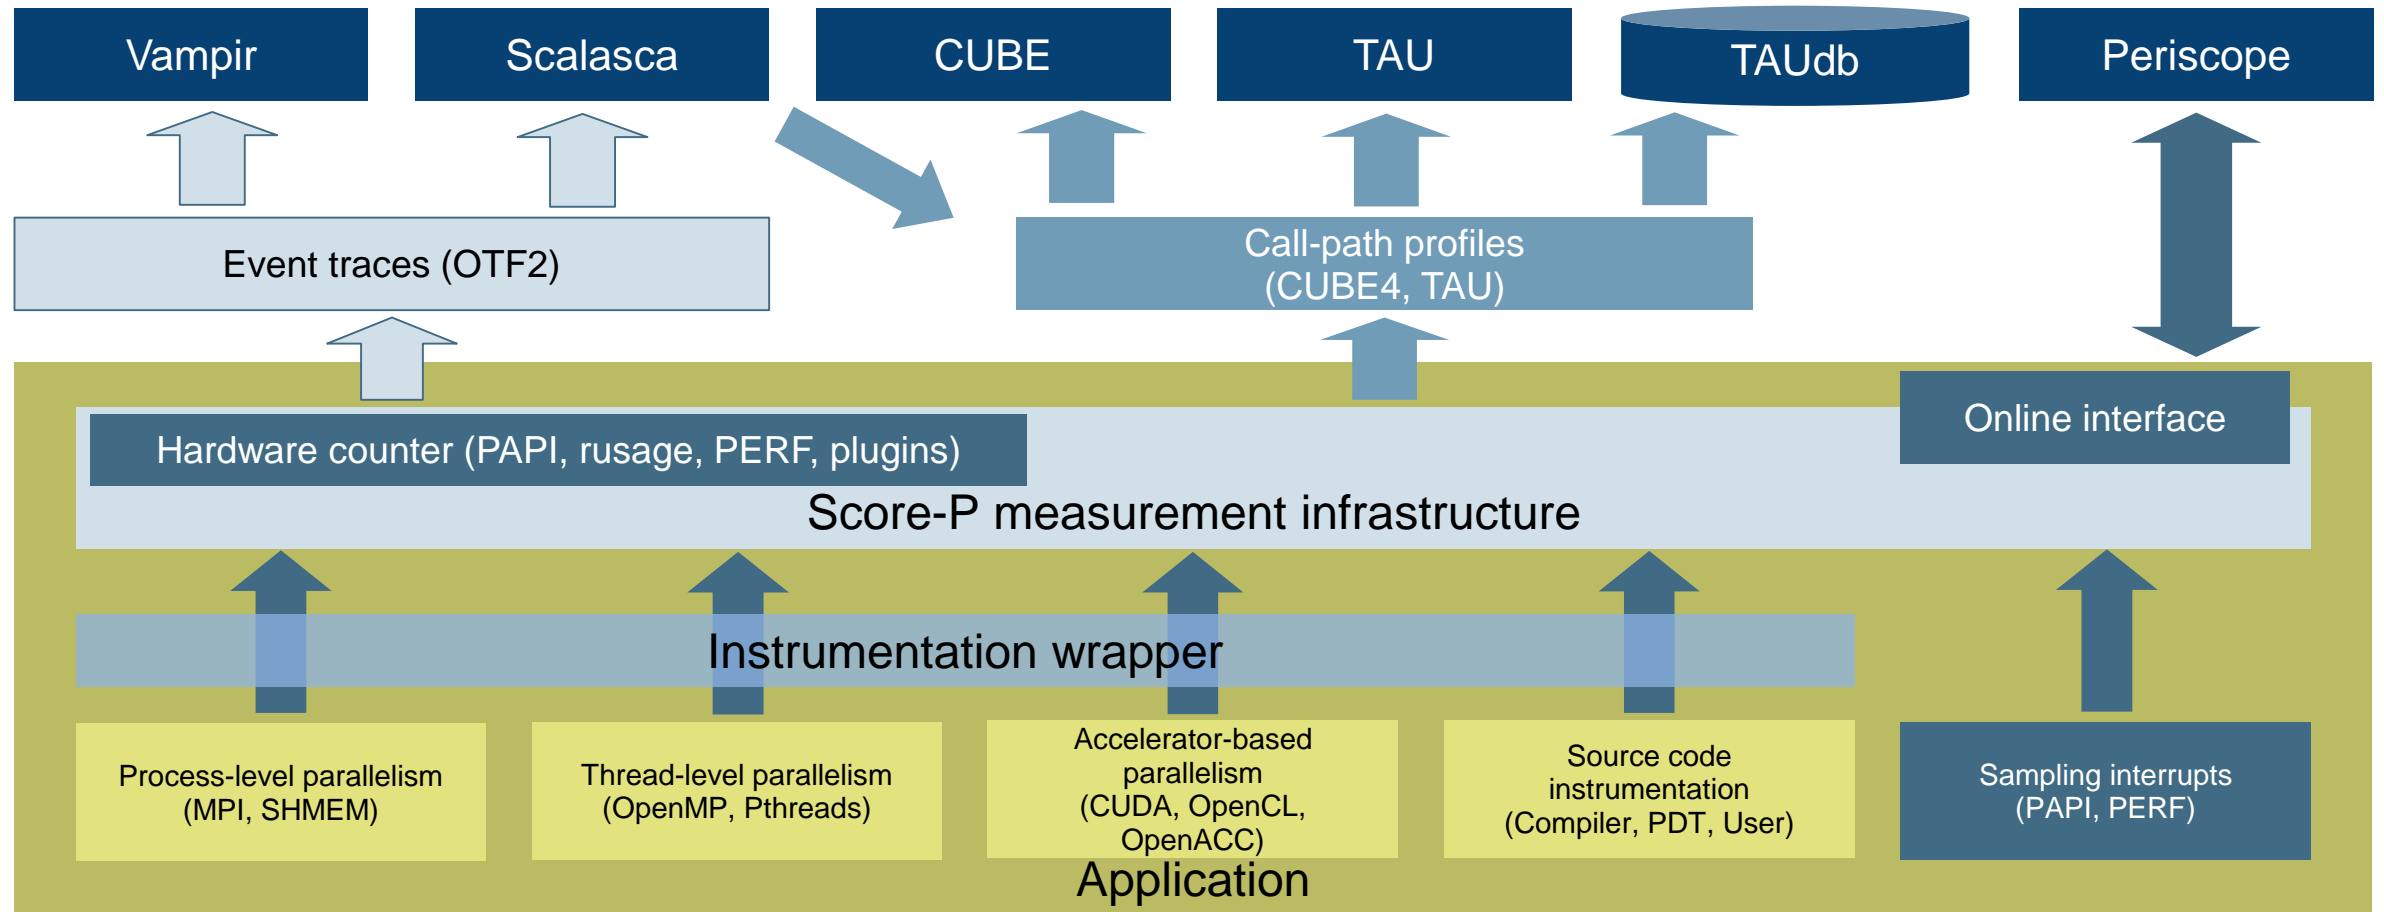 Vampir
Scalasca
CUBE
TAU
TAUdb
Periscope
Event traces (OTF2)
Call-path profiles
(CUBE4, TAU)
Online interface
Hardware counter (PAPI, rusage, PERF, plugins)
Score-P measurement infrastructure
Instrumentation wrapper
Process-level parallelism
(MPI, SHMEM)
Thread-level parallelism
(OpenMP, Pthreads)
Accelerator-based
parallelism
(CUDA, OpenCL,
OpenACC)
Source code
instrumentation
(Compiler, PDT, User)
Sampling interrupts
(PAPI, PERF)
Application